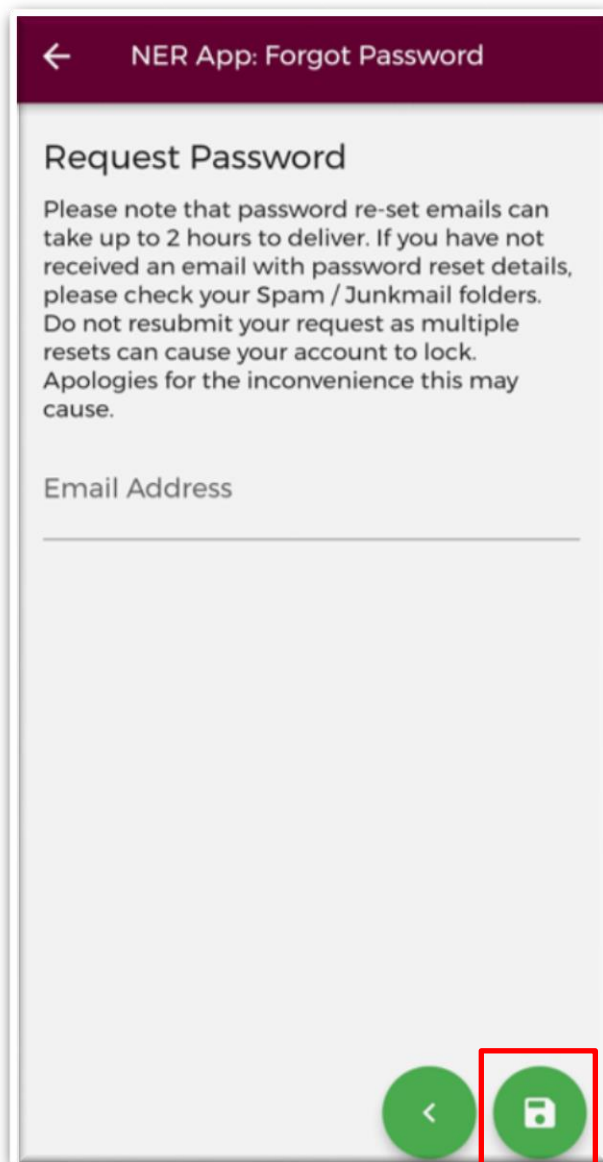 NER App: Forgot Password
Request Password
Please note that password re-set emails can
take up to 2 hours to deliver. If you have not
received an email with password reset details,
please check your Spam / Junkmail folders.
Do not resubmit your request as multiple
resets can cause your account to lock.
Apologies for the inconvenience this may
cause.
Email Address